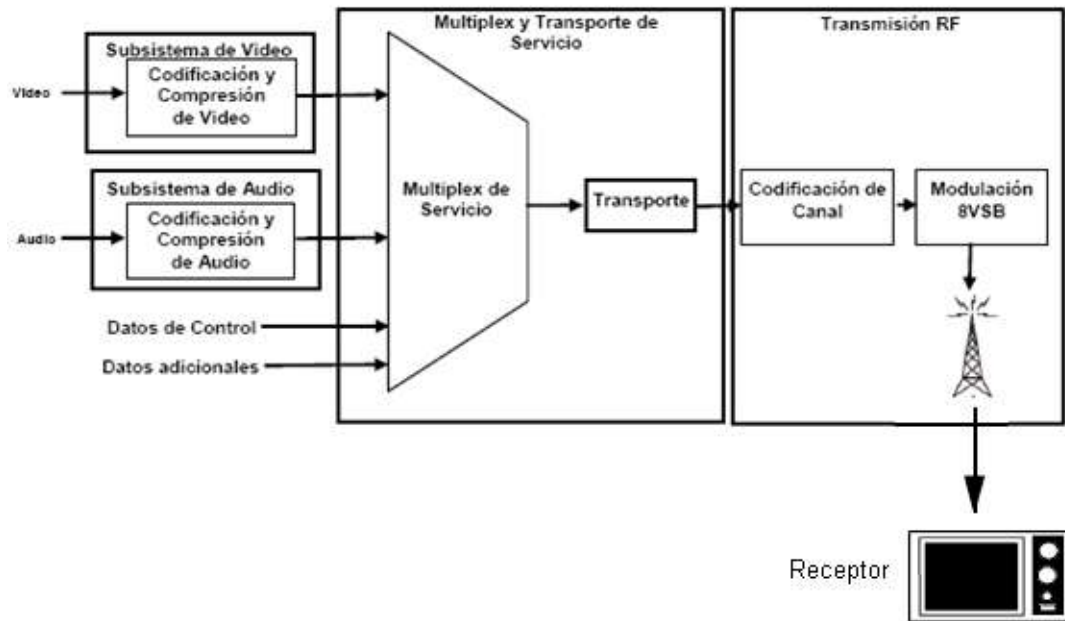 Subsistema de Video
Video
Codificación y
Compresión
de Video
Subsistema de Audio
Audio
Codificación y
Compresión
de Audio
Datos de Control
Datos adicionales
Multiplex y Transporte de
Servicio
Multiplex de
Servicio
Transporte
Transmisión RF
Codificación de
Canal
Modulación
8VSB
Receptor